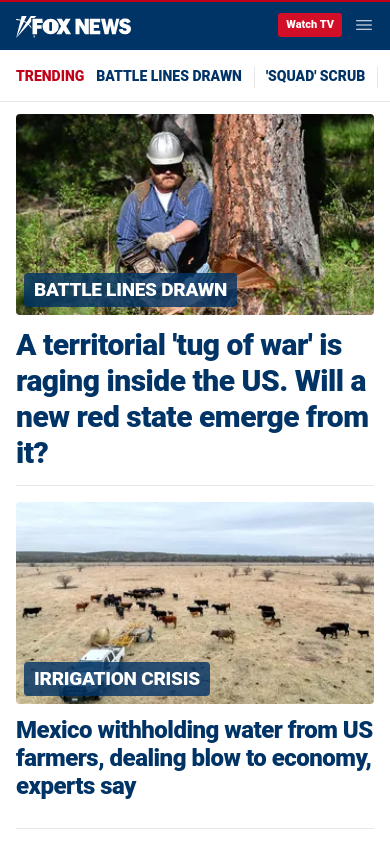 FOX NEWS
Watch TV
TRENDING BATTLE LINES DRAWN 'SQUAD' SCRUB
BATTLE LINES DRAWN
A territorial 'tug of war' is
raging inside the US. Will a
new red state emerge from
it?
IRRIGATION CRISIS
Mexico withholding water from US
farmers, dealing blow to economy,
experts say